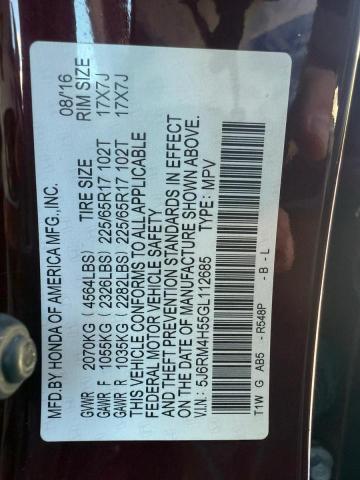 MFD.BY HONDA OF AMERICA MFG.,INC. 08/16
GVWR 2070KG (4564LBS) TIRE SIZE RIM SIZE
GAWR F 1055KG (2326LBS) 225/65R17 102T 17X7J
GAWR R 1035KG (2282LBS) 225/65R17 102T 17X7J
THIS VEHICLE CONFORMS TO ALL APPLICABLE
FEDERAL MOTOR VEHICLE SAFETY
AND THEFT PREVENTION STANDARDS IN EFFECT
ON THE DATE OF MANUFACTURE SHOWN ABOVE.
V.I.N.: 5J6RM4H55GL112685 TYPE: MPV
T1W G AB5 - R548P - B - L